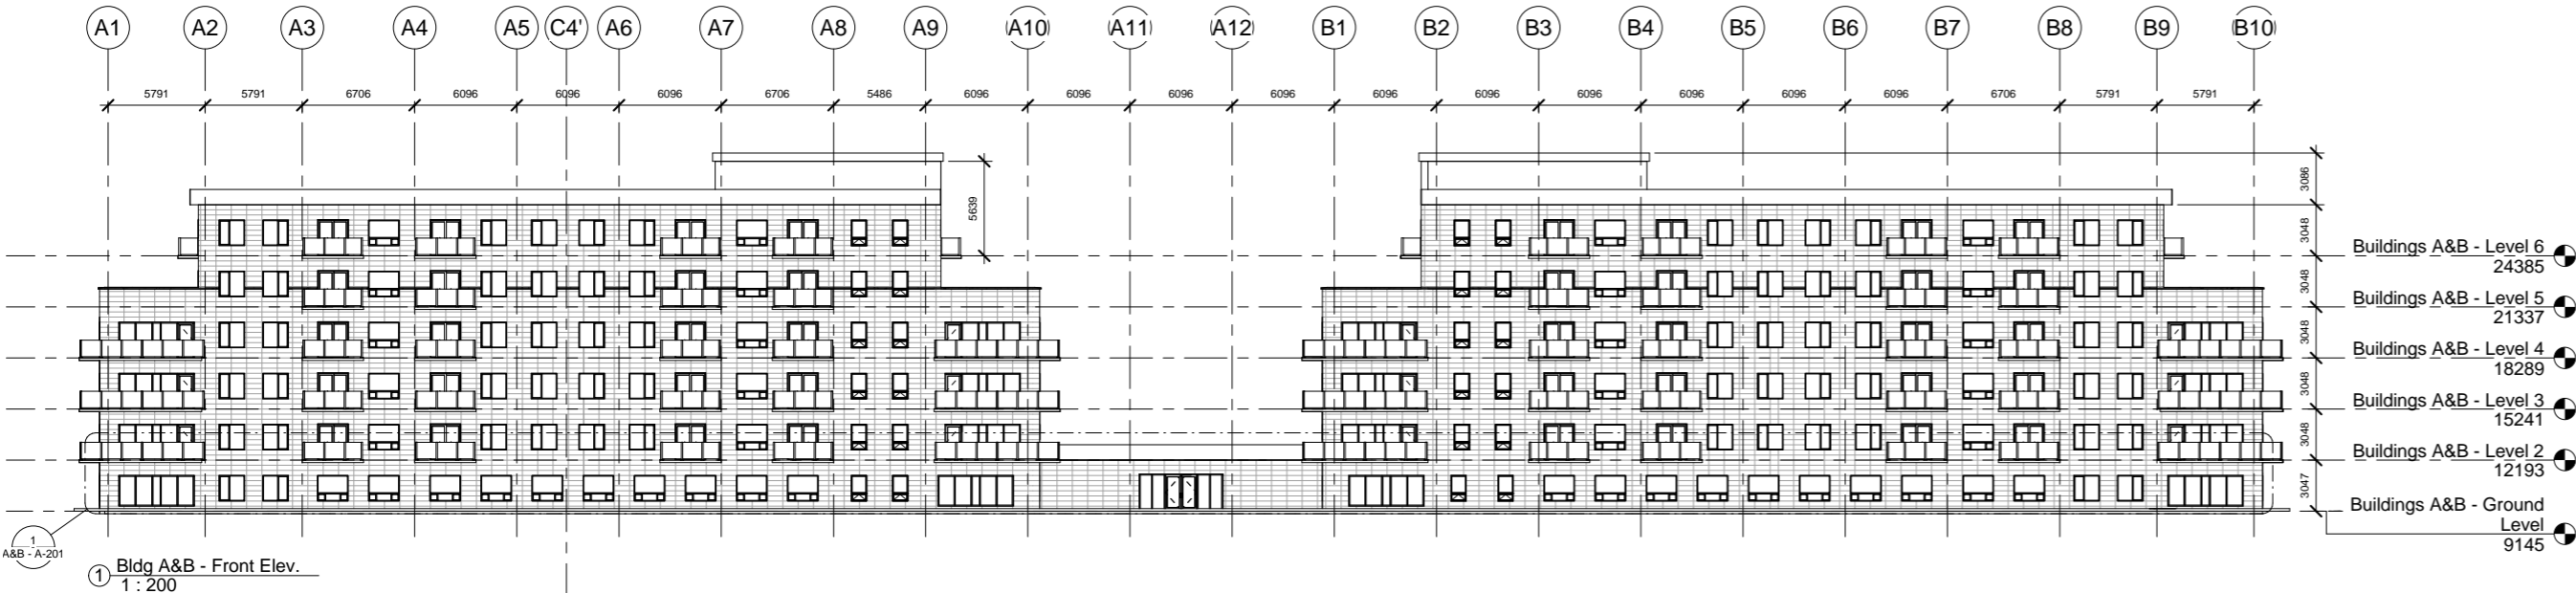 A1 A2 A3 A4 A5 C4' A6 A7 A8 A9 A10 A11 A12 B1 B2 B3 B4 B5 B6 B7 B8 B9 B10
5791 5791 6706 6096 6096 6096 6706 5486 6096 6096 6096 6096 6096 6096 6096 6096 6096 6096 6706 5791 5791
5639
3086
3048
3048
3048
3048
3048
3047
Buildings A&B - Level 6
24385
Buildings A&B - Level 5
21337
Buildings A&B - Level 4
18289
Buildings A&B - Level 3
15241
Buildings A&B - Level 2
12193
Buildings A&B - Ground
Level
9145
1
A&B - A-201
1
Bldg A&B - Front Elev.
1 : 200